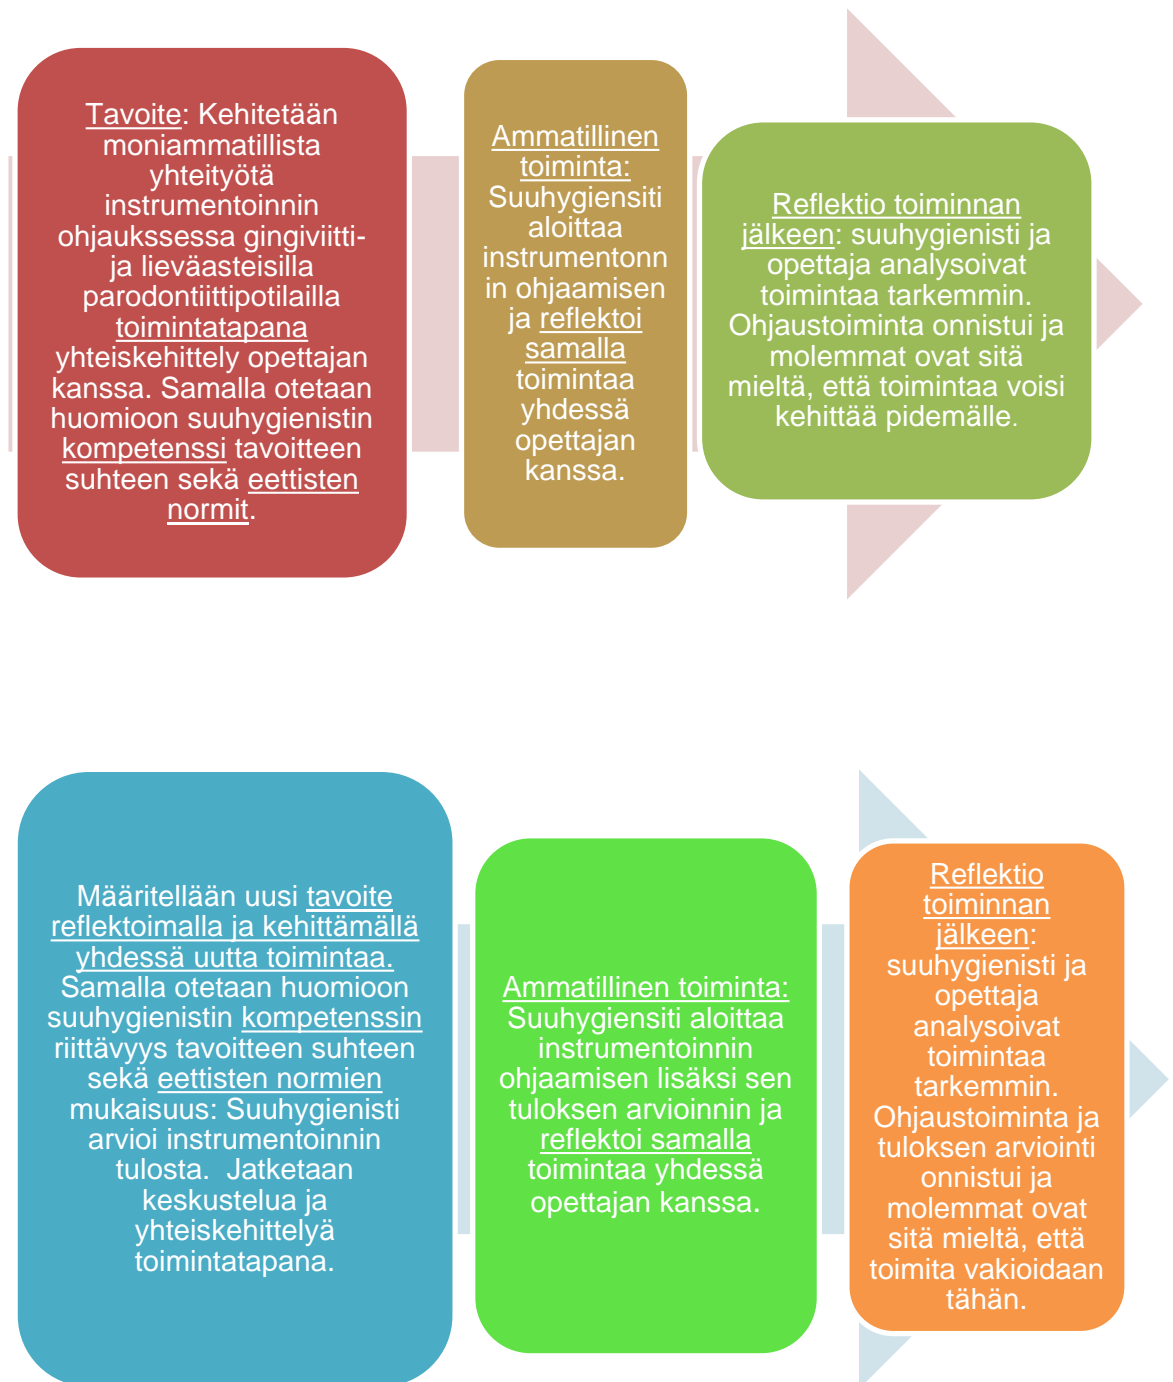 Tavoite: Kehitetään
moniammatillista
yhteityötä
instrumentoinnin
ohjaukssessa gingiviitti-
ja lieväasteisilla
parodontiittipotilailla
toimintatapana
yhteiskehittely opettajan
kanssa. Samalla otetaan
huomioon suuhygienistin
kompetenssi tavoitteen
suhteen sekä eettisten
normit.
Ammatillinen
toiminta:
Suuhygiensiti
aloittaa
instrumentonn
in ohjaamisen
ja reflektoi
samalla
toimintaa
yhdessä
opettajan
kanssa.
Reflektio toiminnan
jälkeen: suuhygienisti ja
opettaja analysoivat
toimintaa tarkemmin.
Ohjaustoiminta onnistui ja
molemmat ovat sitä
mieltä, että toimintaa voisi
kehittää pidemälle.
Määritellään uusi tavoite
reflektoimalla ja kehittämällä
yhdessä uutta toimintaa.
Samalla otetaan huomioon
suuhygienistin kompetenssin
riittävyys tavoitteen suhteen
sekä eettisten normien
mukaisuus: Suuhygienisti
arvioi instrumentoinnin
tulosta. Jatketaan
keskustelua ja
yhteiskehittelyä
toimintatapana.
Ammatillinen toiminta:
Suuhygiensiti aloittaa
instrumentoinnin
ohjaamisen lisäksi sen
tuloksen arvioinnin ja
reflektoi samalla
toimintaa yhdessä
opettajan kanssa.
Reflektio
toiminnan
jälkeen:
suuhygienisti ja
opettaja
analysoivat
toimintaa
tarkemmin.
Ohjaustoiminta ja
tuloksen arviointi
onnistui ja
molemmat ovat
sitä mieltä, että
toimita vakioidaan
tähän.